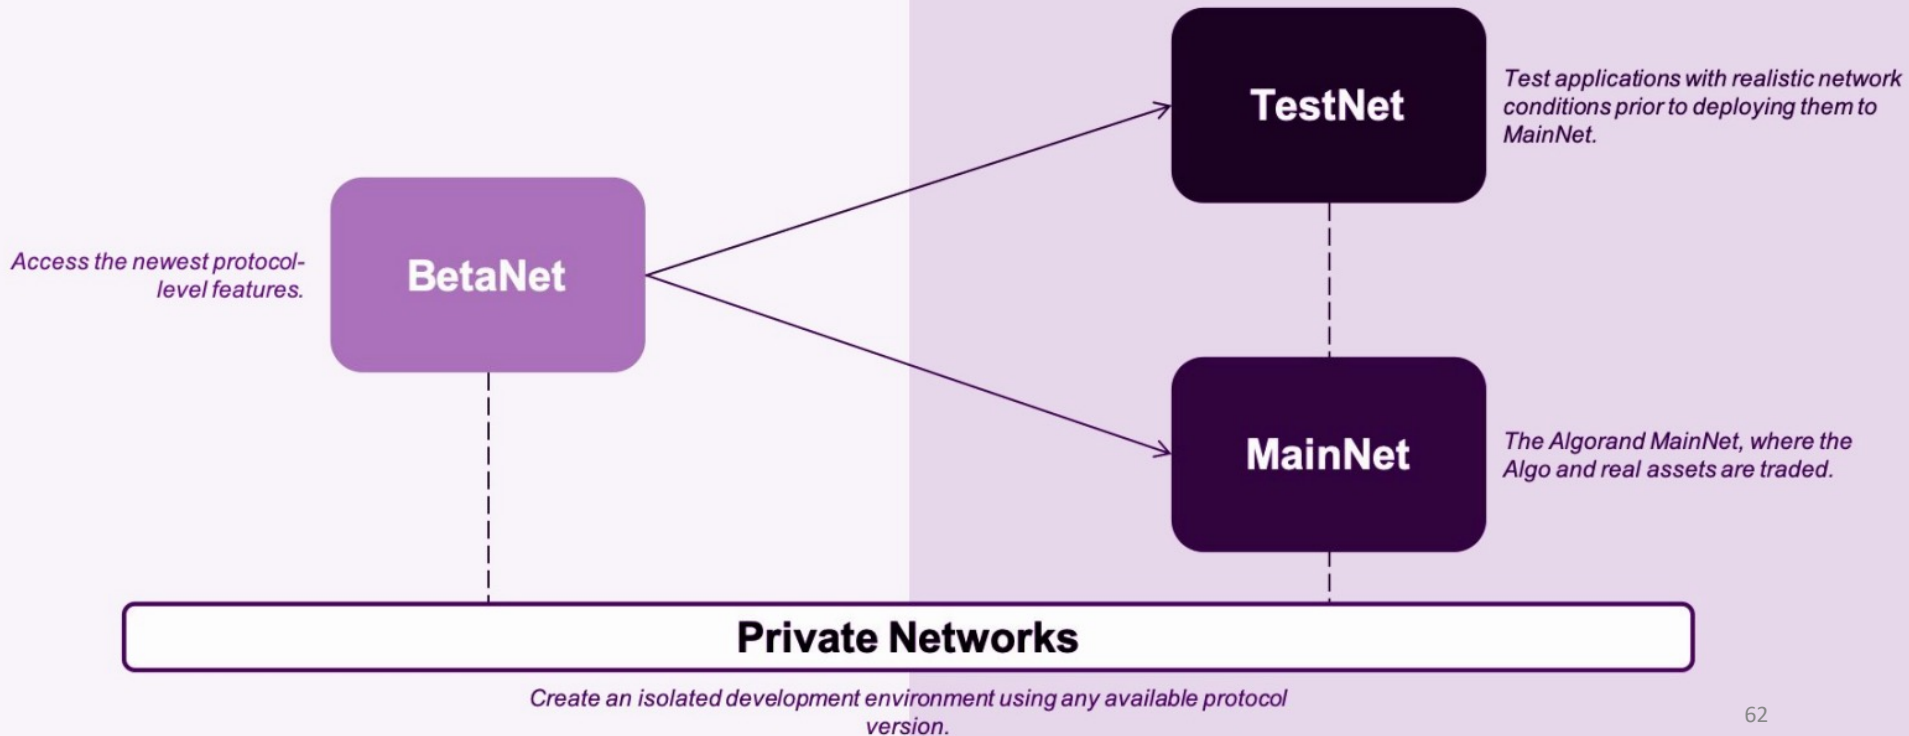 TestNet
Test applications with realistic network
conditions prior to deploying them to
MainNet.
Access the newest protocol-
level features.
BetaNet
MainNet
The Algorand MainNet, where the
Algo and real assets are traded.
Private Networks
Create an isolated development environment using any available protocol
version.
62